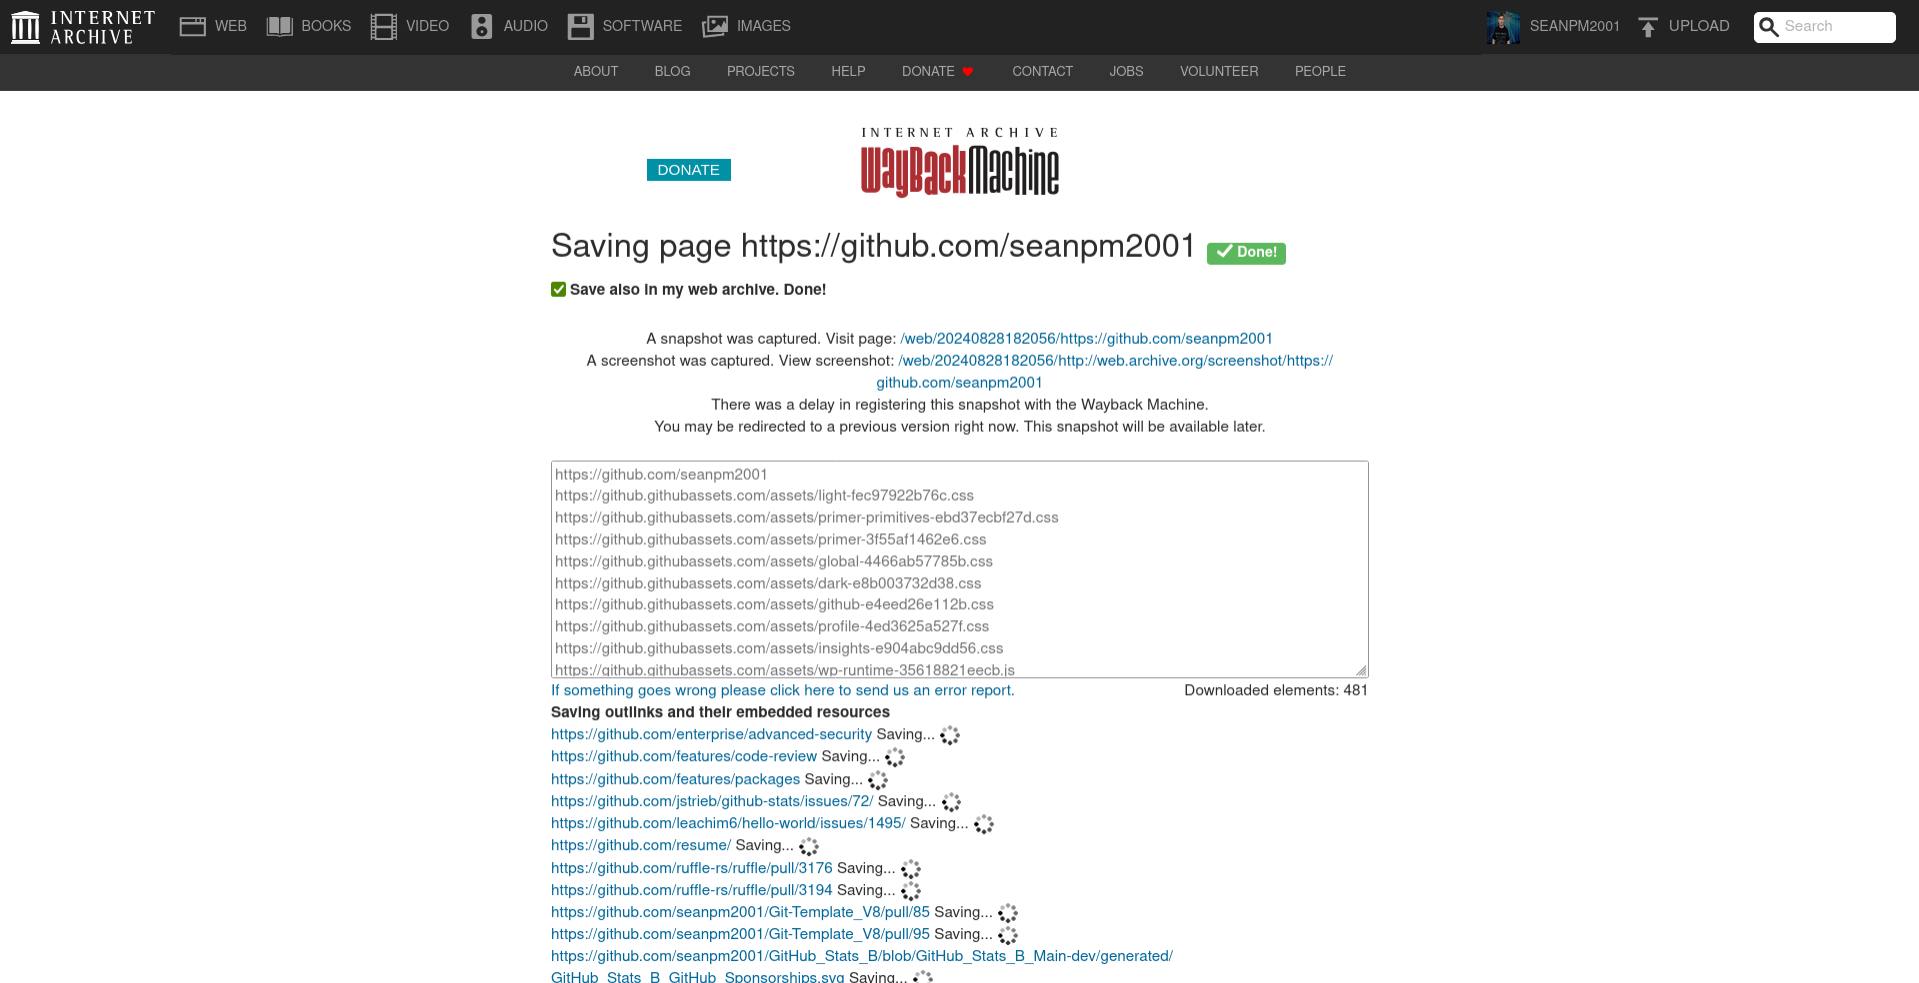 INTERNET ARCHIVE
WEB
BOOKS
VIDEO
AUDIO
SOFTWARE
IMAGES
SEANPM2001
UPLOAD
Search
ABOUT
BLOG
PROJECTS
HELP
DONATE
CONTACT
JOBS
VOLUNTEER
PEOPLE
DONATE
INTERNET ARCHIVE
WayBackMachine
Saving page https://github.com/seanpm2001 Done!
Save also in my web archive. Done!
A snapshot was captured. Visit page: /web/20240828182056/https://github.com/seanpm2001
A screenshot was captured. View screenshot: /web/20240828182056/http://web.archive.org/screenshot/https://
github.com/seanpm2001
There was a delay in registering this snapshot with the Wayback Machine.
You may be redirected to a previous version right now. This snapshot will be available later.
https://github.com/seanpm2001
https://github.githubassets.com/assets/light-fec97922b76c.css
https://github.githubassets.com/assets/primer-primitives-ebd37ecbf27d.css
https://github.githubassets.com/assets/primer-3f55af1462e6.css
https://github.githubassets.com/assets/global-4466ab57785b.css
https://github.githubassets.com/assets/dark-e8b003732d38.css
https://github.githubassets.com/assets/github-e4eed26e112b.css
https://github.githubassets.com/assets/profile-4ed3625a527f.css
https://github.githubassets.com/assets/insights-e904abc9dd56.css
https://github.githubassets.com/assets/wp-runtime-35618821eecb.js
If something goes wrong please click here to send us an error report.
Downloaded elements: 481
Saving outlinks and their embedded resources
https://github.com/enterprise/advanced-security Saving...
https://github.com/features/code-review Saving...
https://github.com/features/packages Saving...
https://github.com/jstrieb/github-stats/issues/72/ Saving...
https://github.com/leachim6/hello-world/issues/1495/ Saving...
https://github.com/resume/ Saving...
https://github.com/ruffle-rs/ruffle/pull/3176 Saving...
https://github.com/ruffle-rs/ruffle/pull/3194 Saving...
https://github.com/seanpm2001/Git-Template_V8/pull/85 Saving...
https://github.com/seanpm2001/Git-Template_V8/pull/95 Saving...
https://github.com/seanpm2001/GitHub_Stats_B/blob/GitHub_Stats_B_Main-dev/generated/
GitHub_Stats_B_GitHub_Sponsorships.svg Saving...